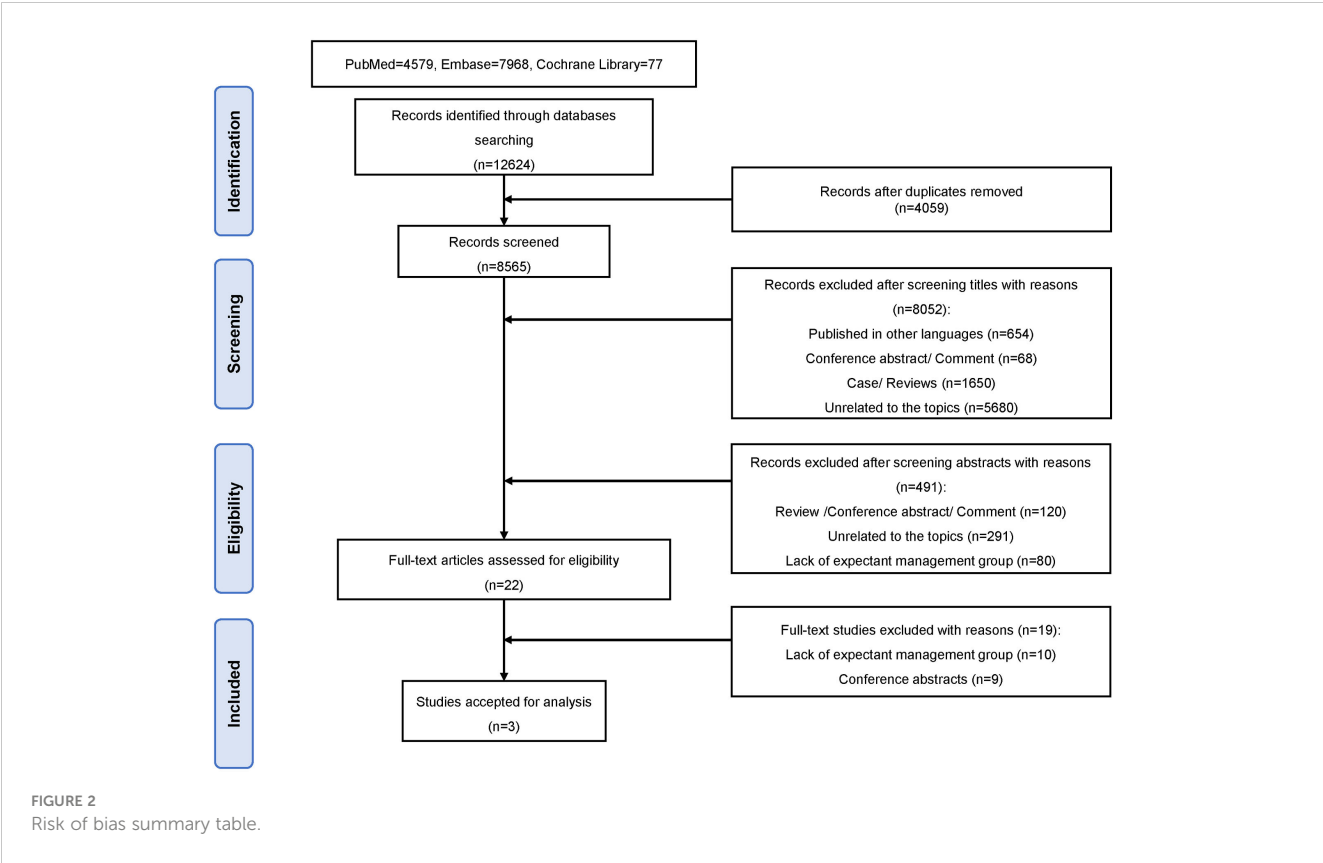 PubMed=4579, Embase=7968, Cochrane Library=77
Identification
Records identified through databases
searching
(n=12624)
Records after duplicates removed
(n=4059)
Records screened
(n=8565)
Screening
Records excluded after screening titles with reasons
(n=8052):
Published in other languages (n=654)
Conference abstract/ Comment (n=68)
Case/ Reviews (n=1650)
Unrelated to the topics (n=5680)
Eligibility
Records excluded after screening abstracts with reasons
(n=491):
Review /Conference abstract/ Comment (n=120)
Unrelated to the topics (n=291)
Lack of expectant management group (n=80)
Full-text articles assessed for eligibility
(n=22)
Included
Full-text studies excluded with reasons (n=19):
Lack of expectant management group (n=10)
Conference abstracts (n=9)
Studies accepted for analysis
(n=3)
FIGURE 2
Risk of bias summary table.